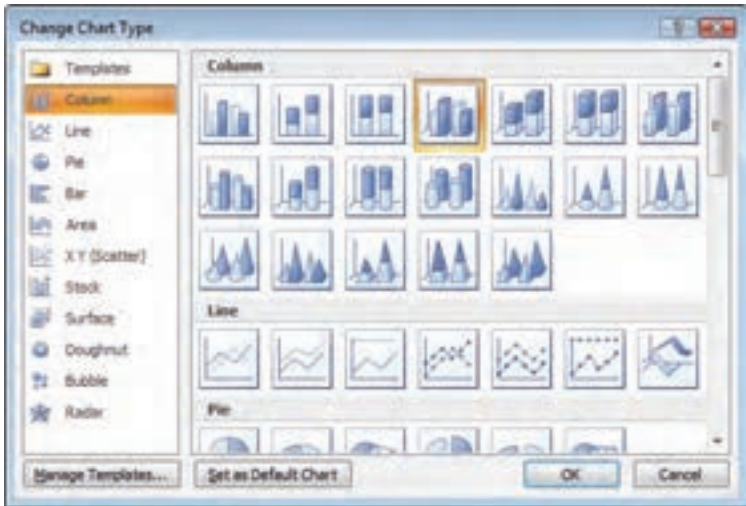 Change Chart Type
Templates
Column
Line
Pie
Bar
Area
X Y (Scatter)
Stock
Surface
Doughnut
Bubble
Radar
Column
Line
Pie
Manage Templates...
Set as Default Chart
OK
Cancel